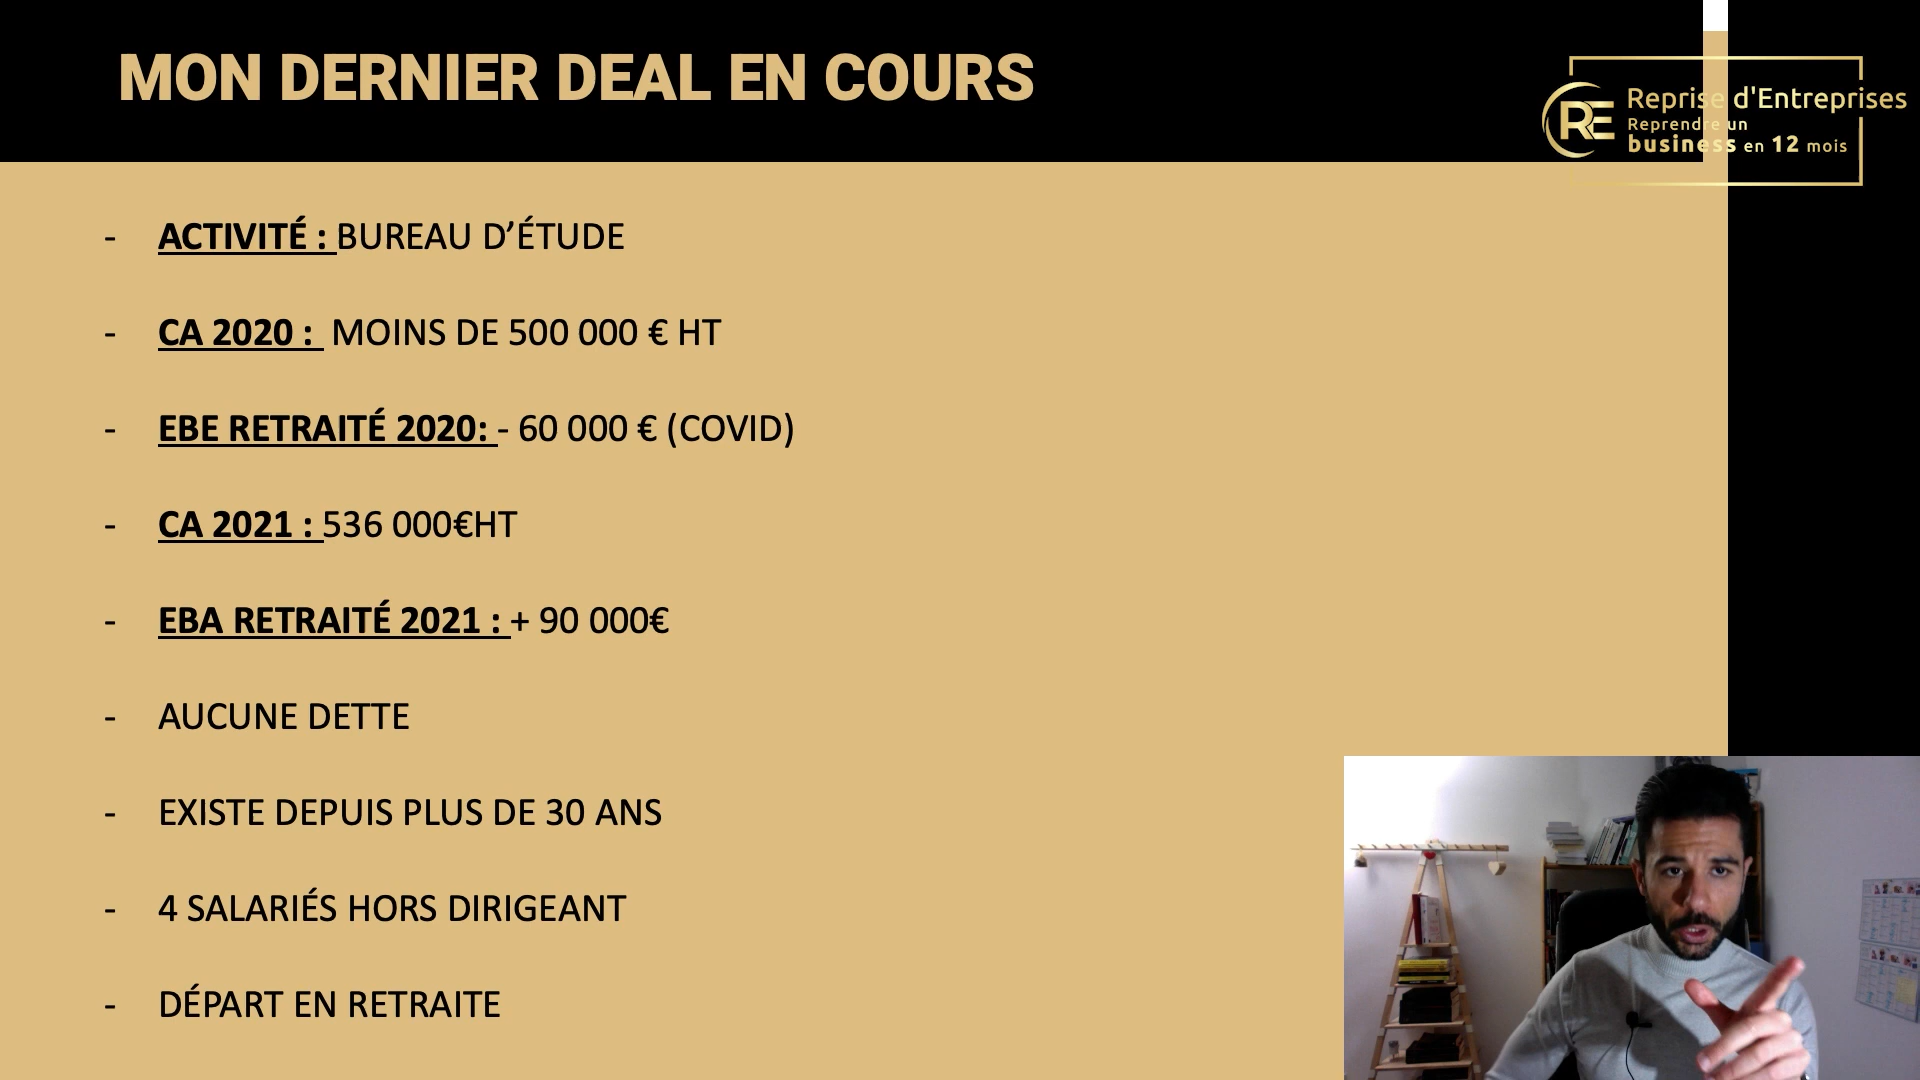 MON DERNIER DEAL EN COURS
Reprise d'Entreprises
Reprendre un
business en 12 mois
RE
- ACTIVITÉ : BUREAU D’ÉTUDE
- CA 2020 : MOINS DE 500 000 € HT
- EBE RETRAITÉ 2020: - 60 000 € (COVID)
- CA 2021 : 536 000€HT
- EBA RETRAITÉ 2021 : + 90 000€
- AUCUNE DETTE
- EXISTE DEPUIS PLUS DE 30 ANS
- 4 SALARIÉS HORS DIRIGEANT
- DÉPART EN RETRAITE